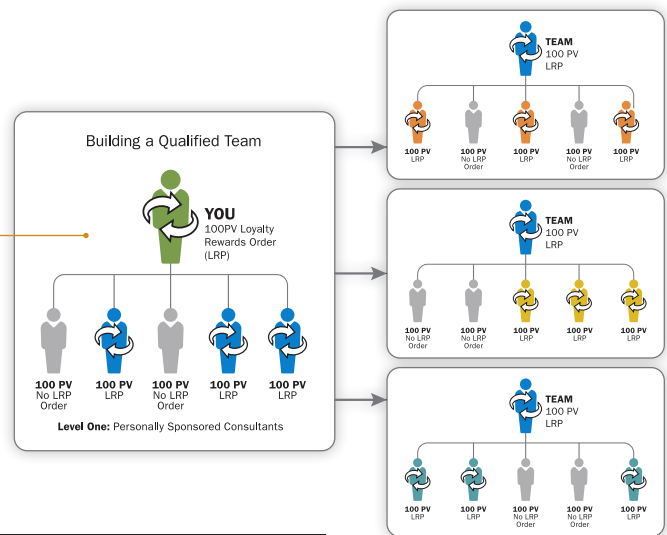 Building a Qualified Team
YOU
100PV Loyalty
Rewards Order
(LRP)
100 PV
No LRP
Order
100 PV
LRP
100 PV
No LRP
Order
100 PV
LRP
100 PV
LRP
Level One: Personally Sponsored Consultants
TEAM
100 PV
LRP
100 PV
LRP
100 PV
No LRP
Order
100 PV
LRP
100 PV
No LRP
Order
100 PV
LRP
TEAM
100 PV
LRP
100 PV
No LRP
Order
100 PV
No LRP
Order
100 PV
LRP
100 PV
LRP
100 PV
LRP
TEAM
100 PV
LRP
100 PV
LRP
100 PV
LRP
100 PV
No LRP
Order
100 PV
No LRP
Order
100 PV
LRP